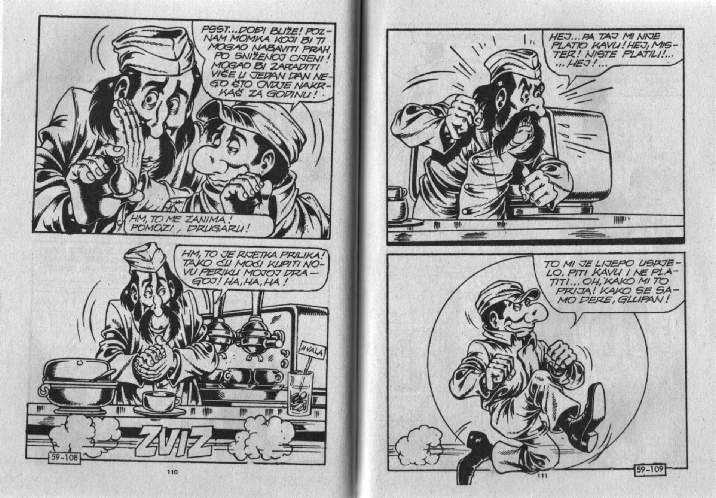 PSST...DOĐI BLIŽE! POZ-
NAM MOMKA KOJI BI TI
MOGAO NABAVITI PRAH,
PO SNIŽENOJ CIJENI!
MOGAO BI ZARADITI
VIŠE U JEDAN DAN NE-
GO ŠTO OVDJE NAKR-
KAŠ ZA GODINU!
HM, TO ME ZANIMA!
POMOZI, DRUGARU!
HM, TO JE RIJETKA PRILIKA!
TAKO ĆU MOĆI KUPITI NO-
VU PERIKU MOJOJ DRA-
GOJ! HA, HA, HA!
HVALA
ZVIZ
59-108
110
HEJ...PA TAJ MI NIJE
PLATIO KAVU! HEJ, MIS-
TER! NISTE PLATILI!...
...HEJ!...
TO MI JE LIJEPO USPJE-
LO. PITI KAVU I NE PLA-
TITI...OH, KAKO MI TO
PRIJA! KAKO SE SA-
MO DERE, GLUPAN!
111
59-109